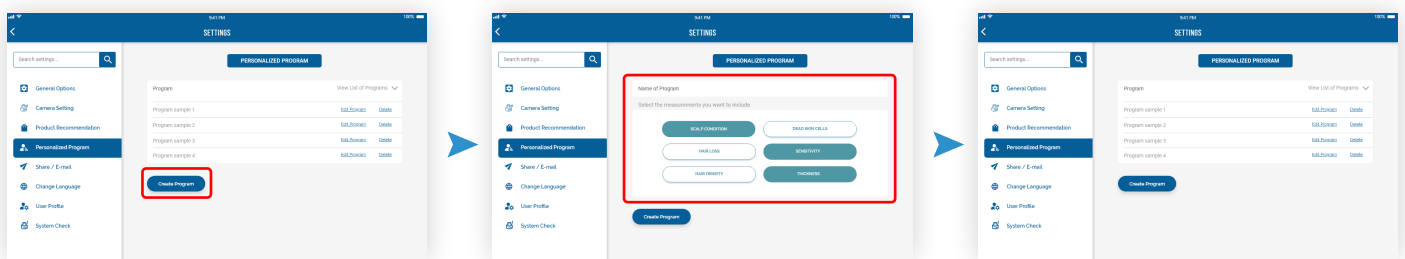 9:41 PM 100%
SETTINGS
Search settings...
General Options
Camera Setting
Product Recommendation
Personalized Program
Share / E-mail
Change Language
User Profile
System Check
PERSONALIZED PROGRAM
Program View List of Programs
Program sample 1 Edit Program Delete
Program sample 2 Edit Program Delete
Program sample 3 Edit Program Delete
Program sample 4 Edit Program Delete
Create Program
9:41 PM 100%
SETTINGS
Search settings...
General Options
Camera Setting
Product Recommendation
Personalized Program
Share / E-mail
Change Language
User Profile
System Check
PERSONALIZED PROGRAM
Name of Program
Select the measurements you want to include.
SCALP CONDITION DEAD SKIN CELLS
HAIR LOSS SENSITIVITY
HAIR DENSITY THICKNESS
Create Program
9:41 PM 100%
SETTINGS
Search settings...
General Options
Camera Setting
Product Recommendation
Personalized Program
Share / E-mail
Change Language
User Profile
System Check
PERSONALIZED PROGRAM
Program View List of Programs
Program sample 1 Edit Program Delete
Program sample 2 Edit Program Delete
Program sample 3 Edit Program Delete
Program sample 4 Edit Program Delete
Create Program